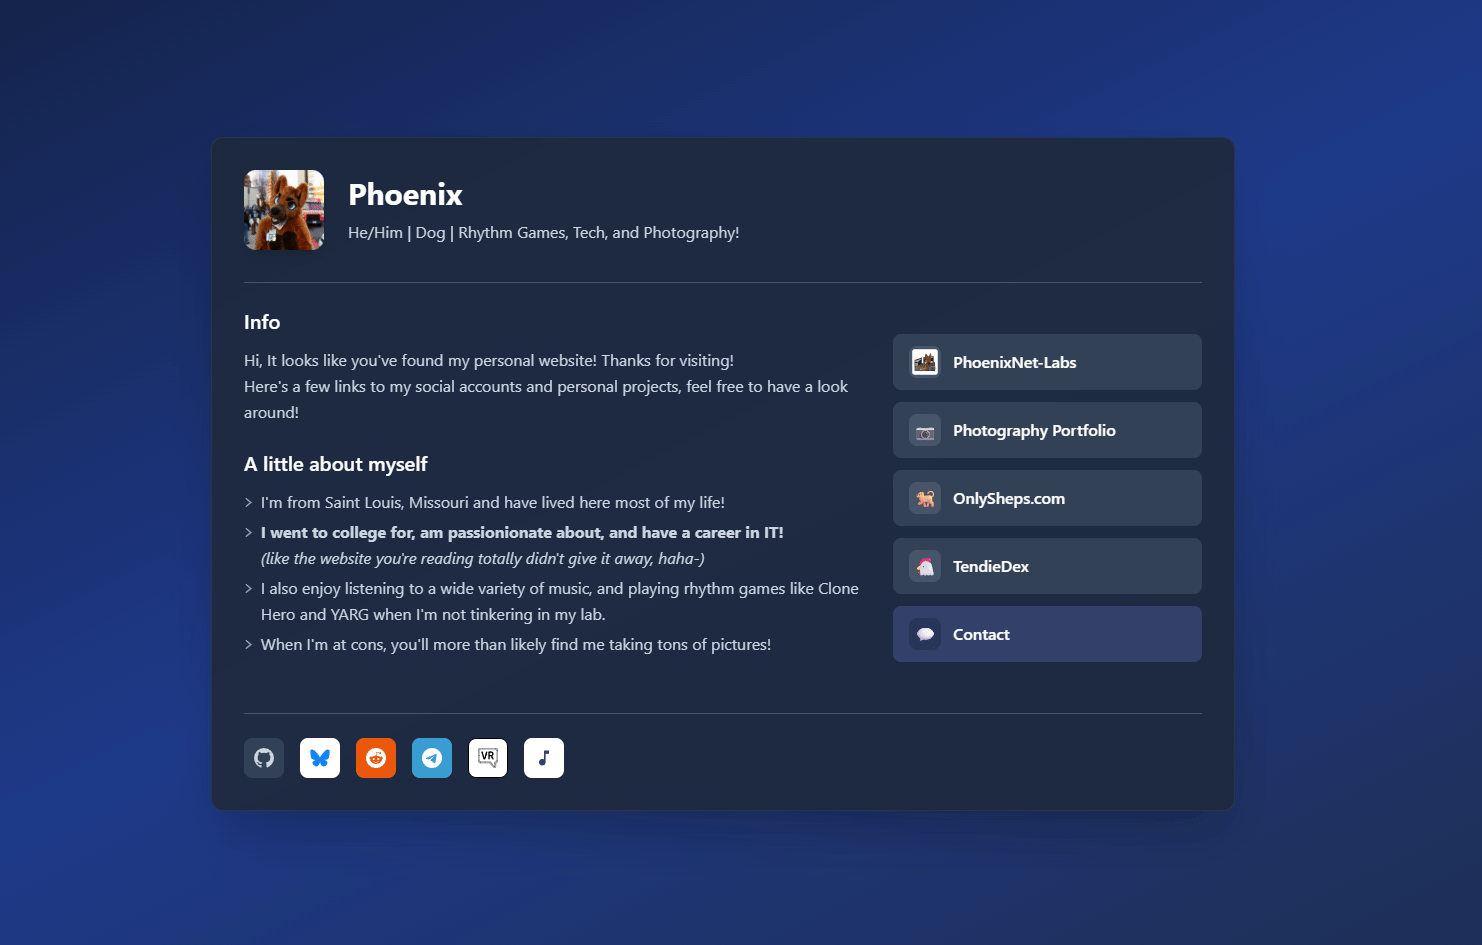 Phoenix
He/Him | Dog | Rhythm Games, Tech, and Photography!
Info
Hi, It looks like you've found my personal website! Thanks for visiting!
Here's a few links to my social accounts and personal projects, feel free to have a look
around!
A little about myself
> I'm from Saint Louis, Missouri and have lived here most of my life!
> I went to college for, am passionionate about, and have a career in IT!
(like the website you're reading totally didn't give it away, haha-)
> I also enjoy listening to a wide variety of music, and playing rhythm games like Clone
Hero and YARG when I'm not tinkering in my lab.
> When I'm at cons, you'll more than likely find me taking tons of pictures!
PhoenixNet-Labs
Photography Portfolio
OnlySheps.com
TendieDex
Contact
VR